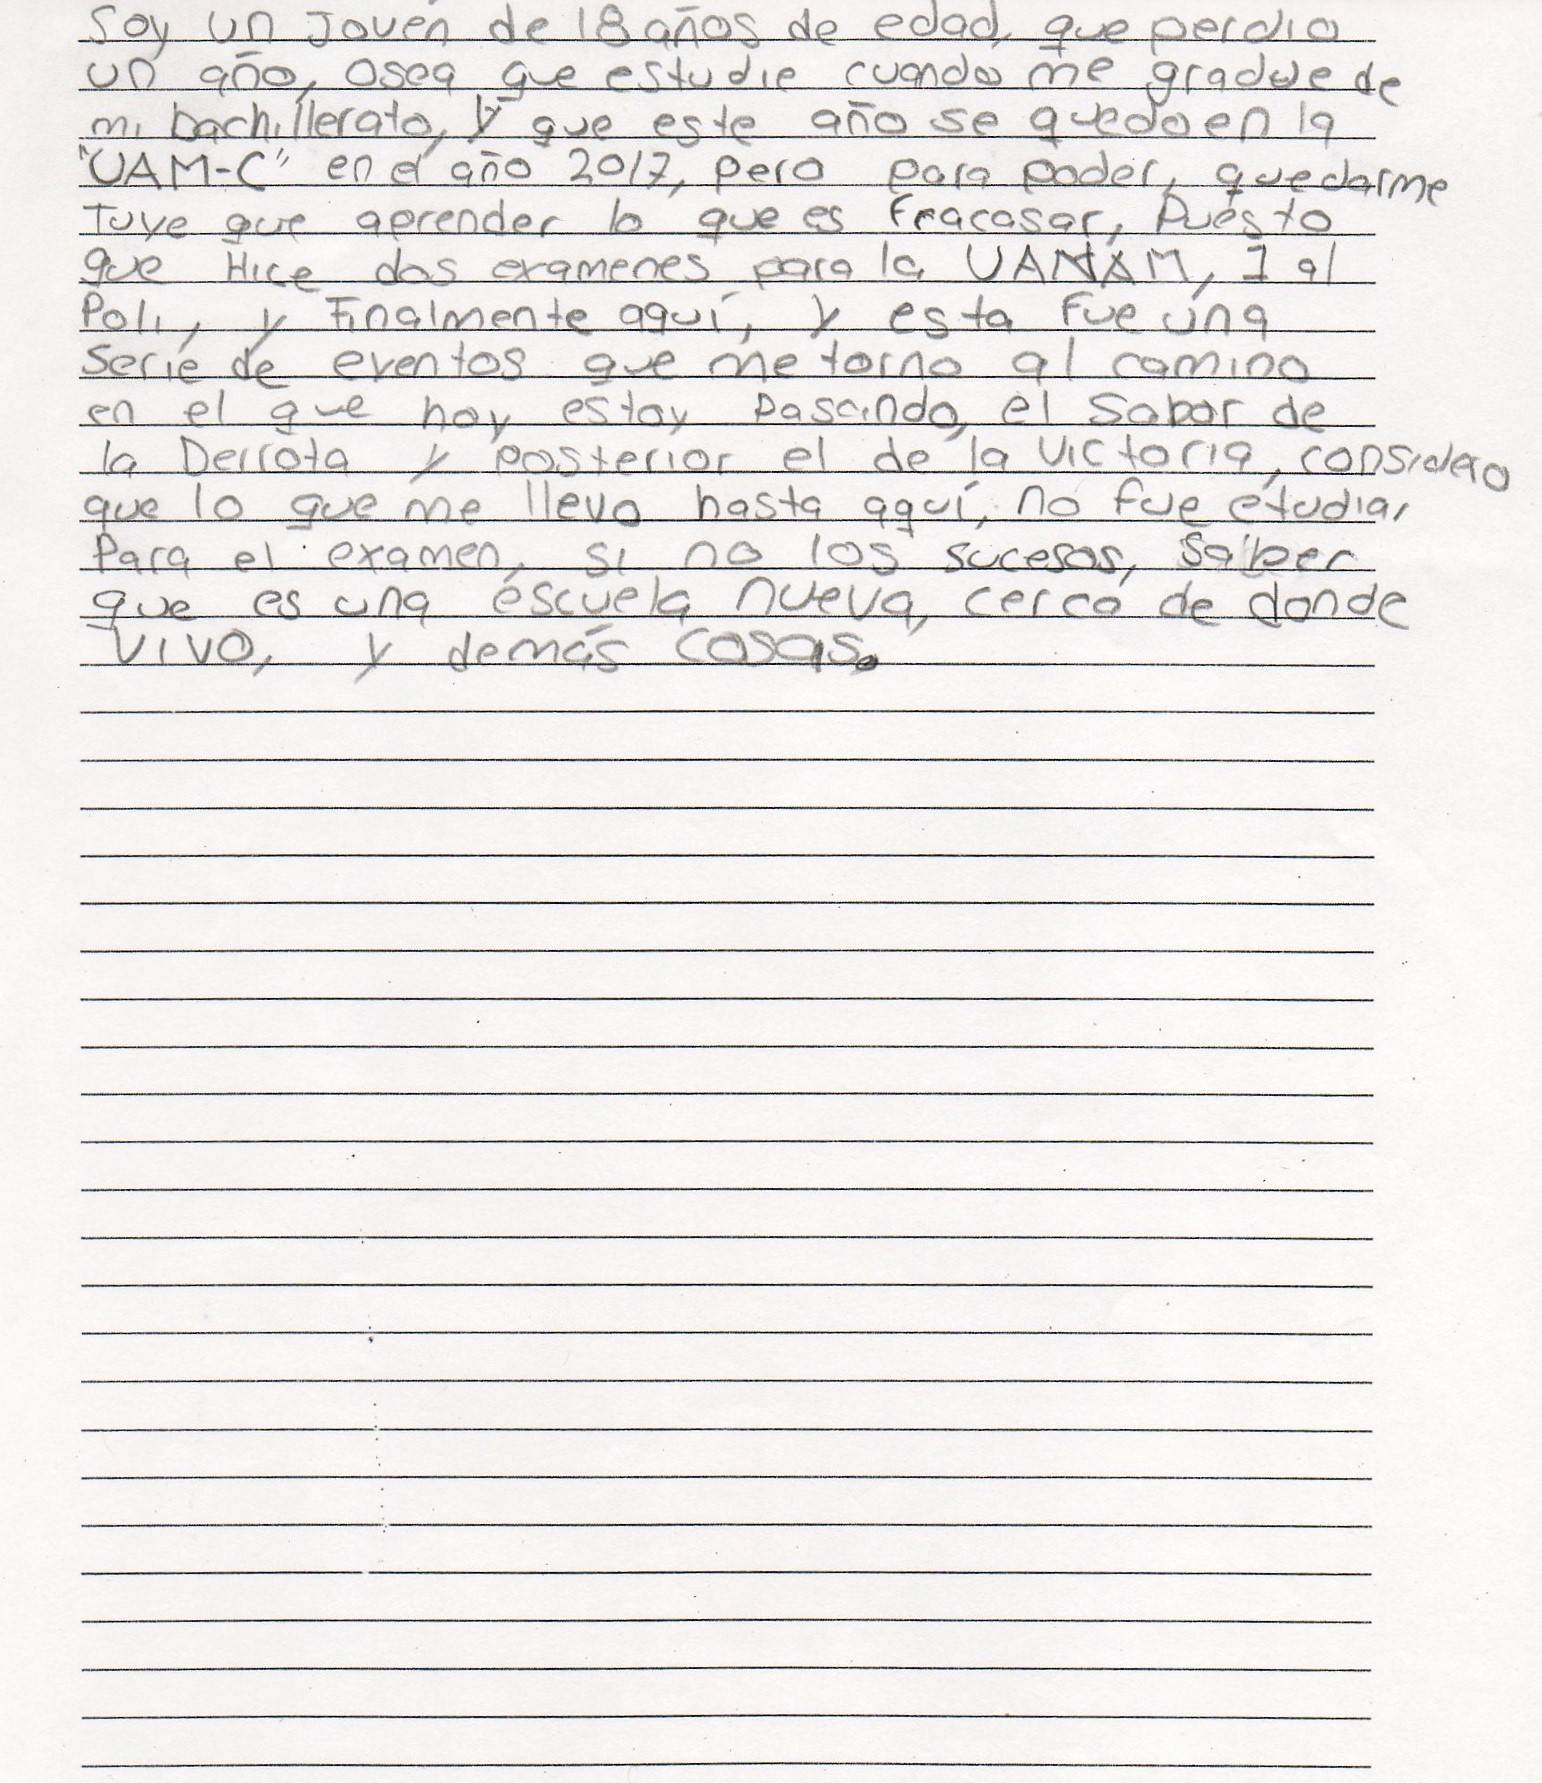 Soy un Joven de 18 años de edad, que perdio
un año, Osea que estudie cuando me gradue de
mi bachillerato, y que este año se quedo en la
"UAM-C" en el año 2017, pero para poder, quedarme
Tuve que aprender lo que es Fracasar, Puesto
que Hice dos examenes para la UANAM, 1 al
Poli, y Finalmente aquí, y esta Fue una
Serie de eventos que me torno al camino
en el que hoy estoy Pasando, el Sabor de
la Derrota y posterior el de la Victoria, considero
que lo que me llevo hasta aquí, no fue etudiar
Para el examen, si no los sucesos, Saber
que es una escuela nueva, cerca de donde
vivo, y demás cosas.